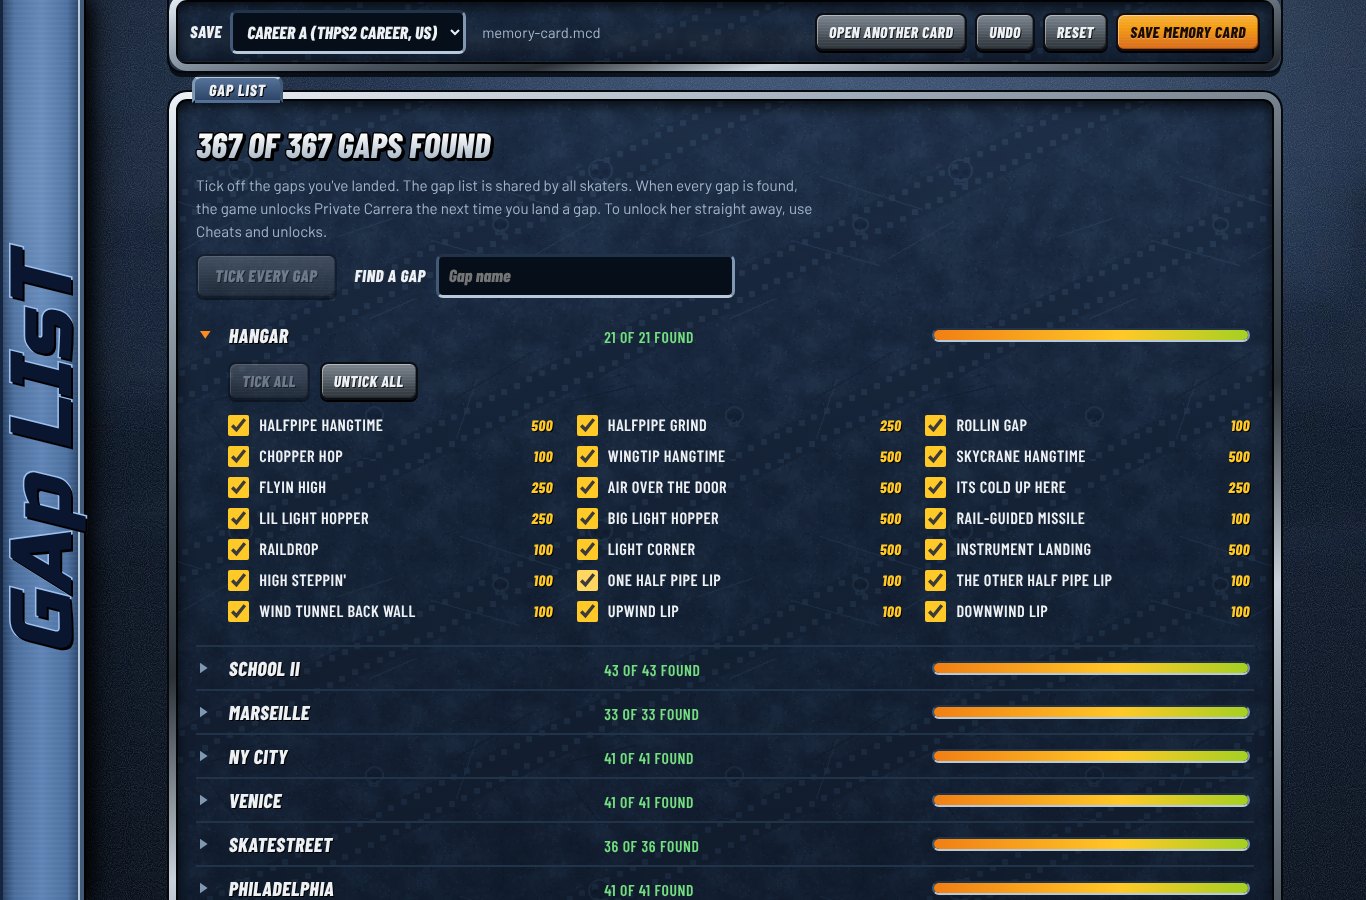 SAVE CAREER A (THPS2 CAREER, US) memory-card.mcd OPEN ANOTHER CARD UNDO RESET SAVE MEMORY CARD
GAP LIST
GAp LIsT
367 OF 367 GAPS FOUND
Tick off the gaps you've landed. The gap list is shared by all skaters. When every gap is found,
the game unlocks Private Carrera the next time you land a gap. To unlock her straight away, use
Cheats and unlocks.
TICK EVERY GAP FIND A GAP Gap name
HANGAR 21 OF 21 FOUND
TICK ALL UNTICK ALL
HALFPIPE HANGTIME 500 HALFPIPE GRIND 250 ROLLIN GAP 100
CHOPPER HOP 100 WINGTIP HANGTIME 500 SKYCRANE HANGTIME 500
FLYIN HIGH 250 AIR OVER THE DOOR 500 ITS COLD UP HERE 250
LIL LIGHT HOPPER 250 BIG LIGHT HOPPER 500 RAIL-GUIDED MISSILE 100
RAILDROP 100 LIGHT CORNER 500 INSTRUMENT LANDING 500
HIGH STEPPIN' 100 ONE HALF PIPE LIP 100 THE OTHER HALF PIPE LIP 100
WIND TUNNEL BACK WALL 100 UPWIND LIP 100 DOWNWIND LIP 100
SCHOOL II 43 OF 43 FOUND
MARSEILLE 33 OF 33 FOUND
NY CITY 41 OF 41 FOUND
VENICE 41 OF 41 FOUND
SKATESTREET 36 OF 36 FOUND
PHILADELPHIA 41 OF 41 FOUND